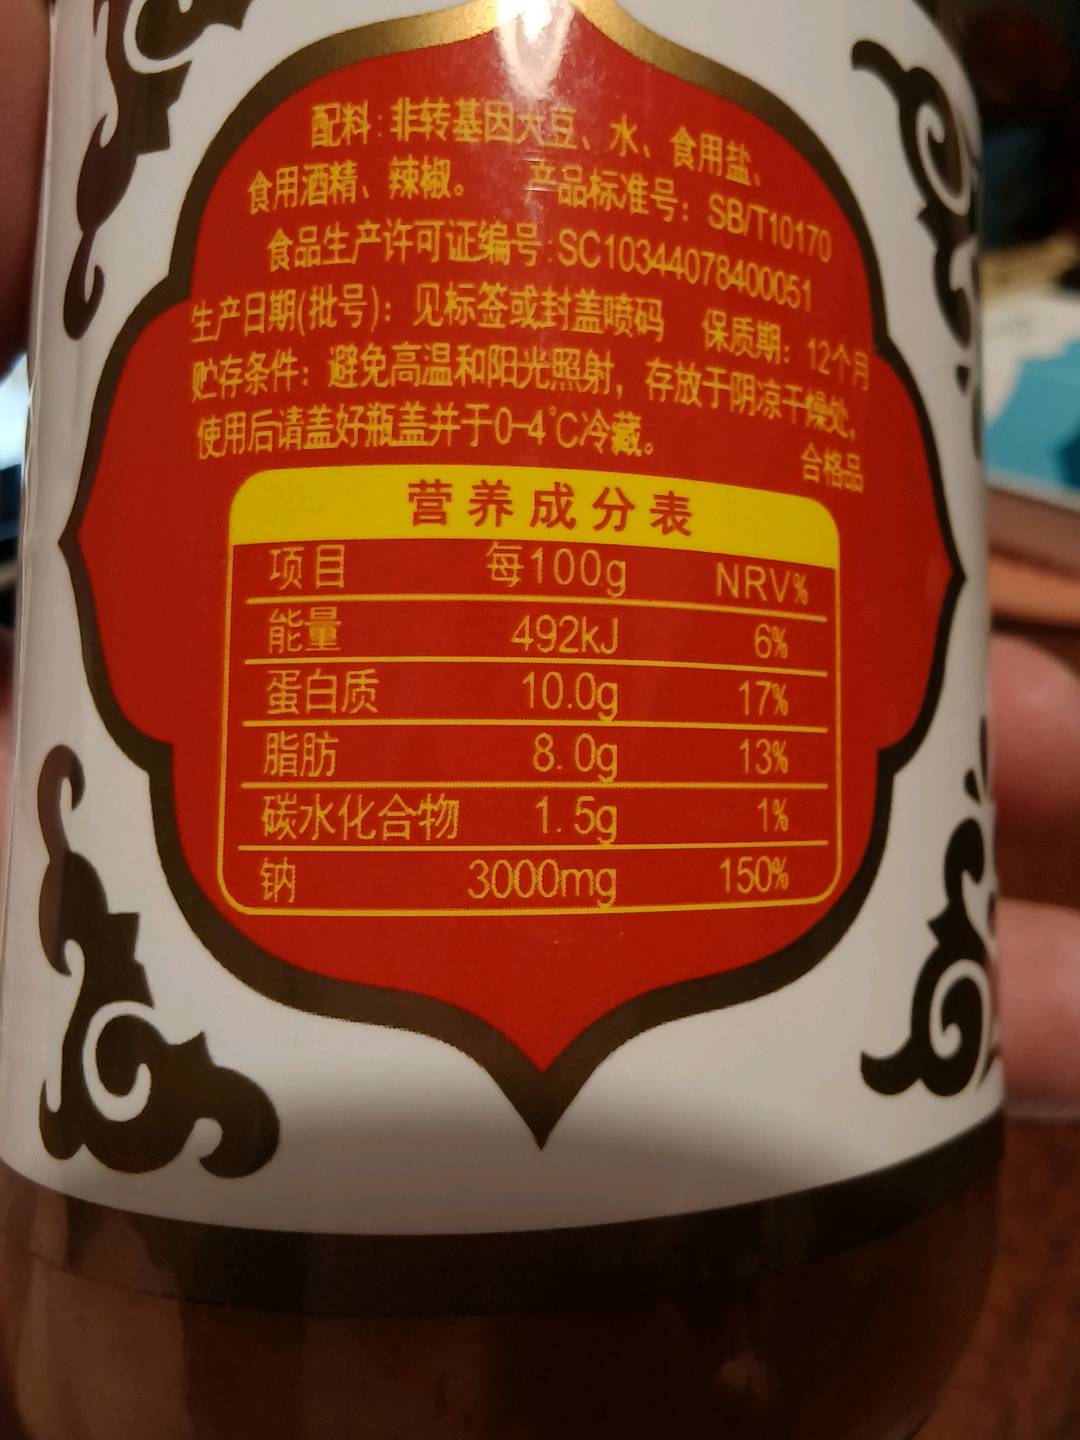 配料:非转基因大豆、水、食用盐、
食用酒精、辣椒。 产品标准号: SB/T10170
食品生产许可证编号:SC10344078400051
生产日期(批号): 见标签或封盖喷码 保质期: 12个月
贮存条件: 避免高温和阳光照射, 存放于阴凉干燥处,
使用后请盖好瓶盖并于0-4℃冷藏。
合格品
营养成分表
项目 每100g NRV%
能量 492kJ 6%
蛋白质 10.0g 17%
脂肪 8.0g 13%
碳水化合物 1.5g 1%
钠 3000mg 150%